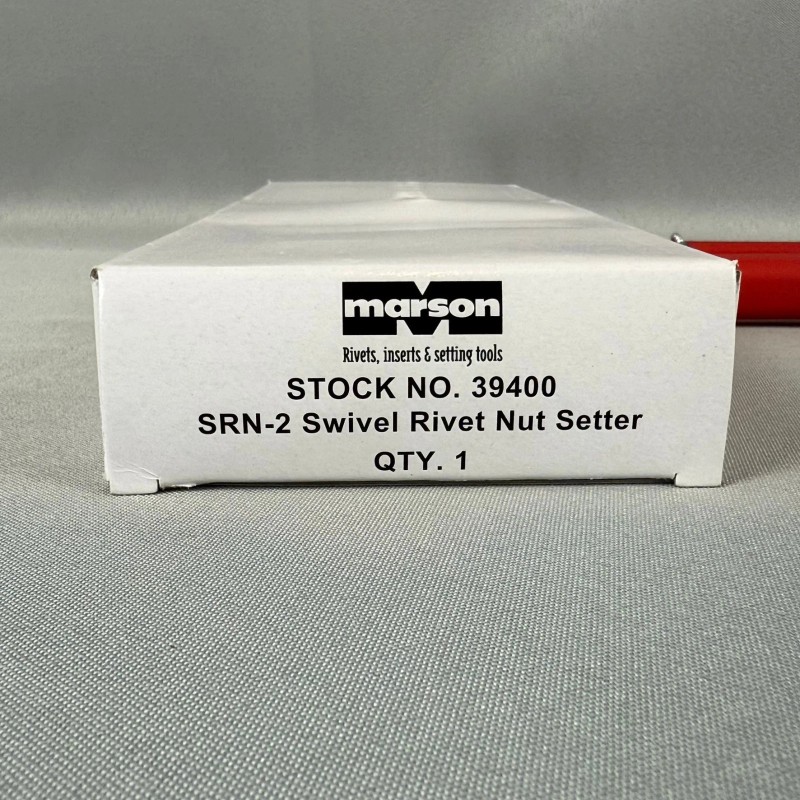 marson
Rivets, inserts & setting tools
STOCK NO. 39400
SRN-2 Swivel Rivet Nut Setter
QTY. 1